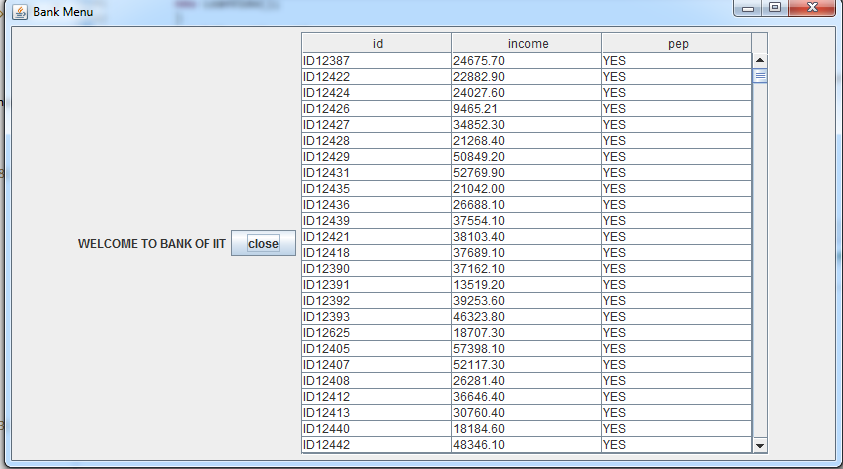 Bank Menu
id income pep
ID12387 24675.70 YES
ID12422 22882.90 YES
ID12424 24027.60 YES
ID12426 9465.21 YES
ID12427 34852.30 YES
ID12428 21268.40 YES
ID12429 50849.20 YES
ID12431 52769.90 YES
ID12435 21042.00 YES
ID12436 26688.10 YES
ID12439 37554.10 YES
ID12421 38103.40 YES
ID12418 37689.10 YES
WELCOME TO BANK OF IIT close
ID12390 37162.10 YES
ID12391 13519.20 YES
ID12392 39253.60 YES
ID12393 46323.80 YES
ID12625 18707.30 YES
ID12405 57398.10 YES
ID12407 52117.30 YES
ID12408 26281.40 YES
ID12412 36646.40 YES
ID12413 30760.40 YES
ID12440 18184.60 YES
ID12442 48346.10 YES